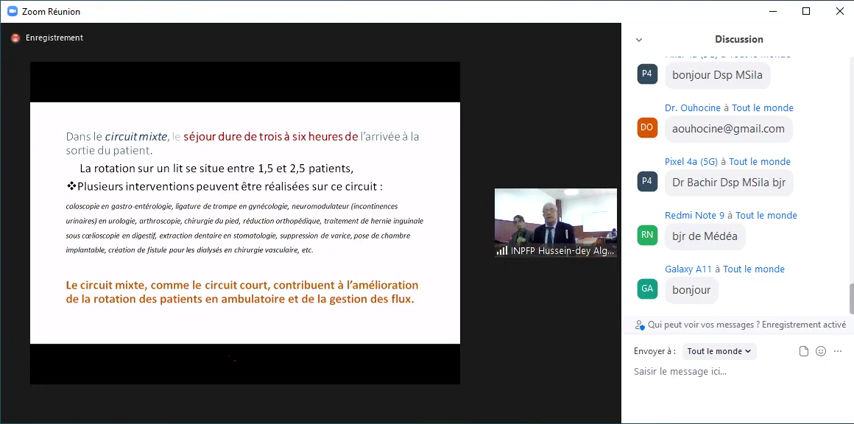 Zoom Réunion
Enregistrement
Dans le circuit mixte, le séjour dure de trois à six heures de l'arrivée à la
sortie du patient.
La rotation sur un lit se situe entre 1,5 et 2,5 patients,
❖Plusieurs interventions peuvent être réalisées sur ce circuit :
coloscopie en gastro-entérologie, ligature de trompe en gynécologie, neuromodulateur (incontinences
urinaires) en urologie, arthroscopie, chirurgie du pied, réduction orthopédique, traitement de hernie inguinale
sous cœlioscopie en digestif, extraction dentaire en stomatologie, suppression de varice, pose de chambre
implantable, création de fistule pour les dialysés en chirurgie vasculaire, etc.
Le circuit mixte, comme le circuit court, contribuent à l'amélioration
de la rotation des patients en ambulatoire et de la gestion des flux.
INPFP Hussein-dey Alg...
Discussion
P4
bonjour Dsp MSila
Dr. Ouhocine à Tout le monde
DO
aouhocine@gmail.com
Pixel 4a (5G) à Tout le monde
P4
Dr Bachir Dsp MSila bjr
Redmi Note 9 à Tout le monde
RN
bjr de Médéa
Galaxy A11 à Tout le monde
GA
bonjour
Qui peut voir vos messages ? Enregistrement activé
Envoyer à : Tout le monde
Saisir le message ici...